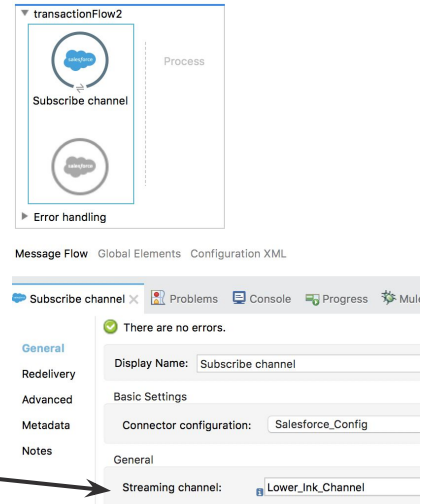 transactionFlow2
salesforce
Process
Subscribe channel
salesforce
Error handling
Message Flow Global Elements Configuration XML
Subscribe channel Problems Console Progress Mule
There are no errors.
General
Display Name: Subscribe channel
Redelivery
Advanced
Basic Settings
Metadata
Connector configuration: Salesforce_Config
Notes
General
Streaming channel: Lower_Ink_Channel